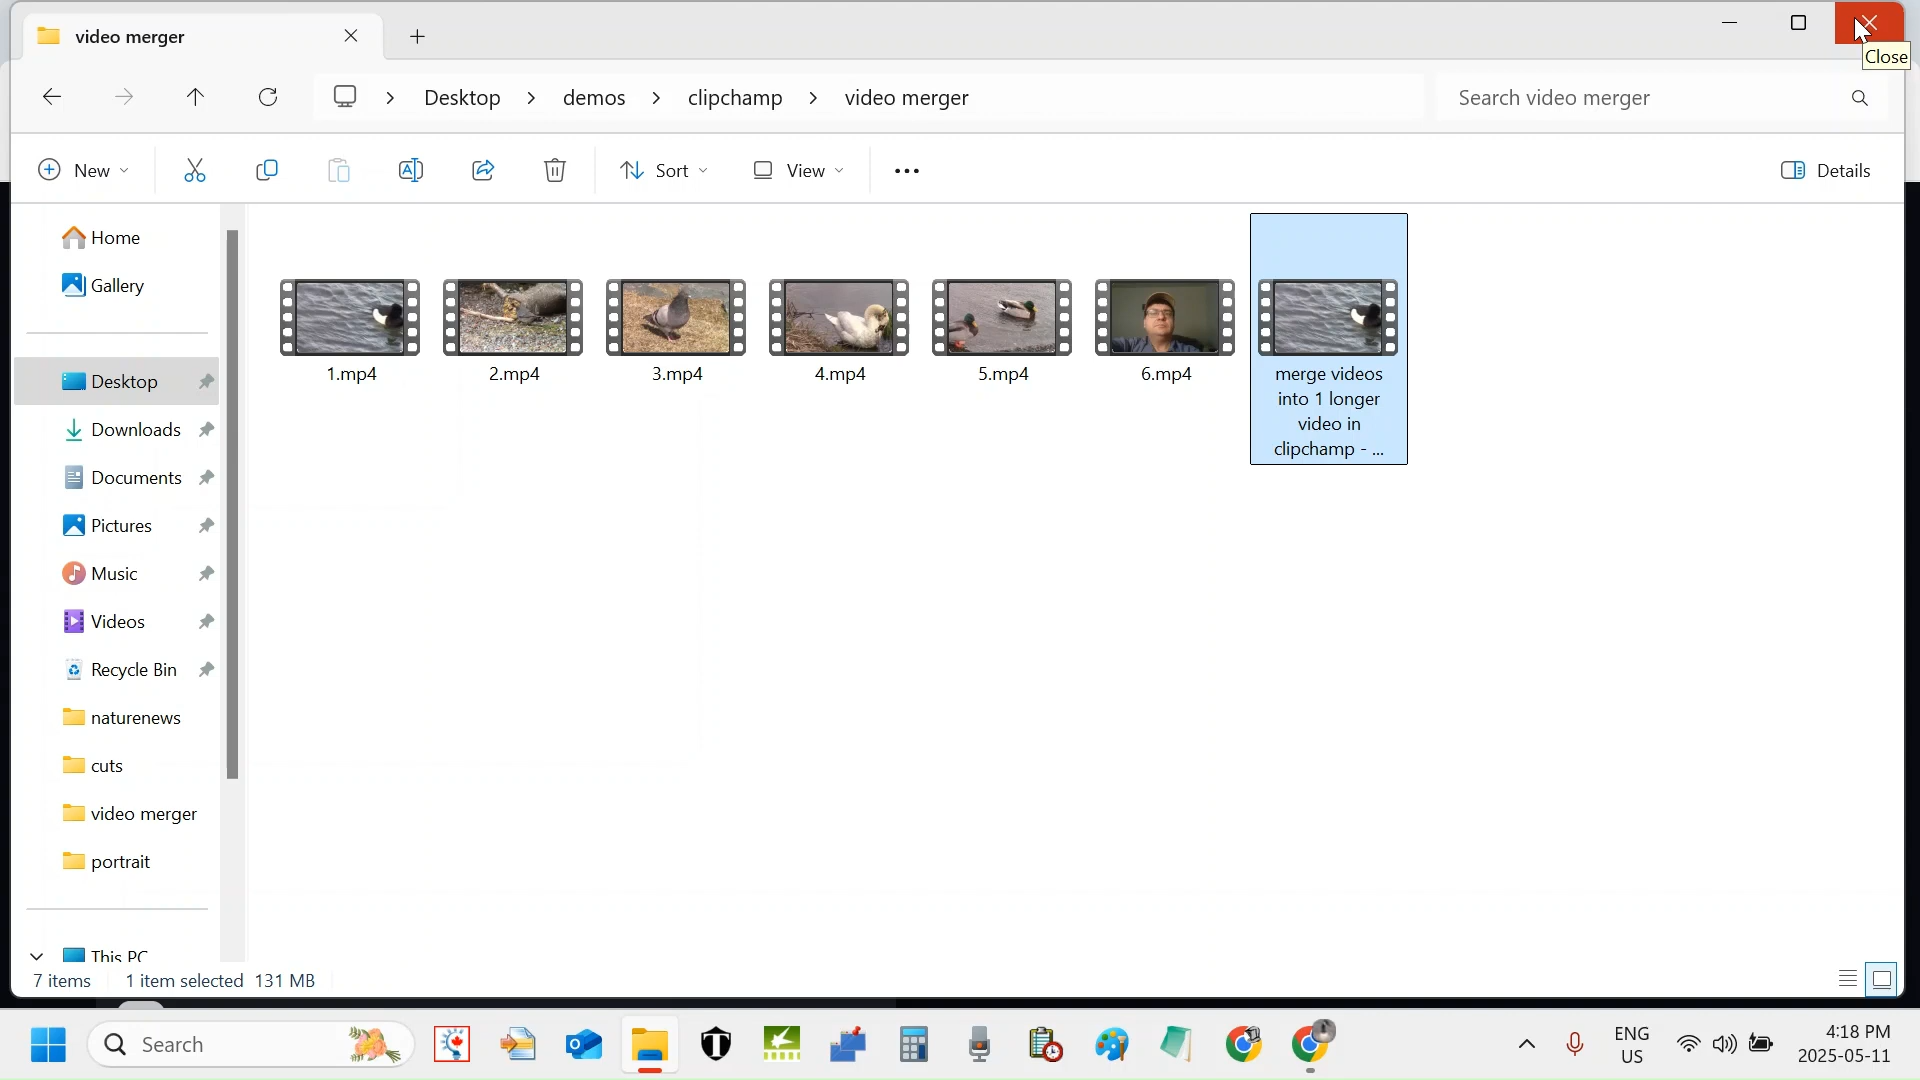 video merger
Close
Desktop
demos
clipchamp
video merger
Search video merger
New
Sort
View
Details
Home
Gallery
Desktop
Downloads
Documents
Pictures
Music
Videos
Recycle Bin
naturenews
cuts
video merger
portrait
This PC
1.mp4
2.mp4
3.mp4
4.mp4
5.mp4
6.mp4
merge videos
into 1 longer
video in
clipchamp - ...
7 items 1 item selected 131 MB
Search
ENG
US
4:18 PM
2025-05-11